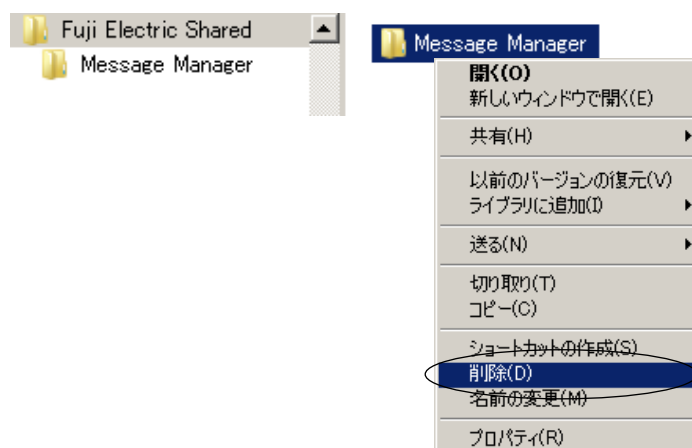 Fuji Electric Shared
Message Manager
Message Manager
開く(O)
新しいウィンドウで開く(E)
共有(H)
以前のバージョンの復元(V)
ライブラリに追加(I)
送る(N)
切り取り(T)
コピー(C)
ショートカットの作成(S)
削除(D)
名前の変更(M)
プロパティ(R)